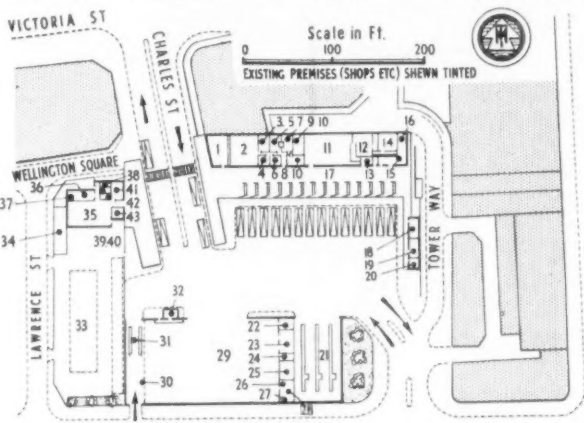 VICTORIA ST
CHARLES ST
Scale in Ft.
0 100 200
EXISTING PREMISES (SHOPS ETC) SHEWN TINTED
16
3 5 7 9 10
1 2 11 12 14
4 6 8 10 17 13 15
WELLINGTON SQUARE
36 38
37 41
42
35 43
34 39 40
LAWRENCE ST
TOWER WAY
18
19
20
32
33
31
22
23
24
25
26
27
28
21
29
30